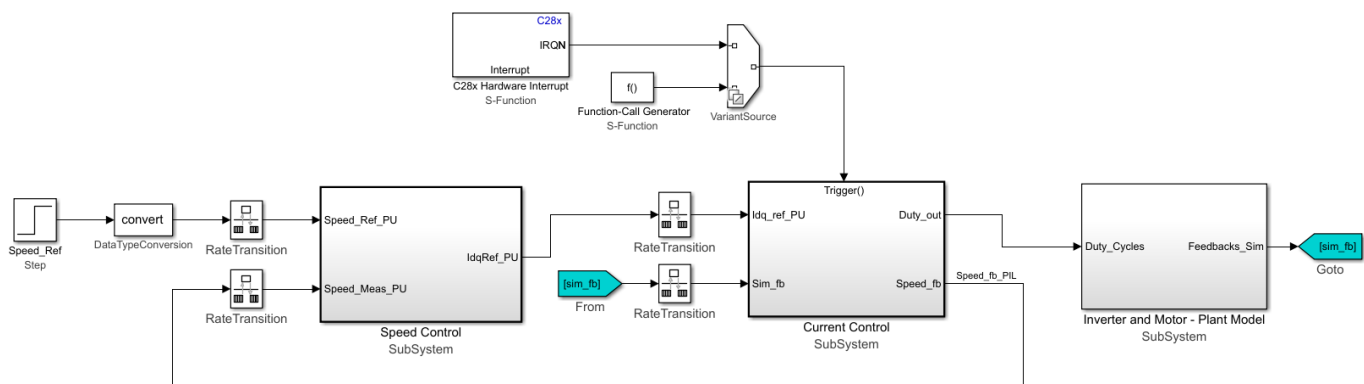 C28x
IRQN
Interrupt
C28x Hardware Interrupt
S-Function
f()
Function-Call Generator
S-Function
VariantSource
Speed_Ref
Step
convert
DataTypeConversion
RateTransition
RateTransition
Speed_Ref_PU
Speed_Meas_PU
IdqRef_PU
Speed Control
SubSystem
[sim_fb]
From
RateTransition
RateTransition
Trigger()
Idq_ref_PU
Sim_fb
Duty_out
Speed_fb
Current Control
SubSystem
Speed_fb_PIL
Duty_Cycles
Feedbacks_Sim
Inverter and Motor - Plant Model
SubSystem
[sim_fb]
Goto